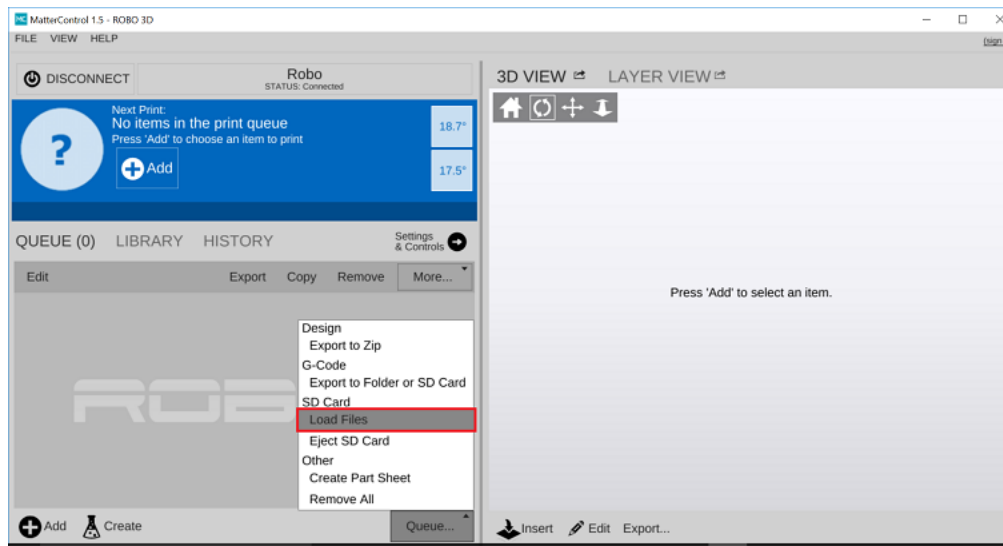 MC MatterControl 1.5 - ROBO 3D
FILE VIEW HELP
(sign
DISCONNECT
Robo
STATUS: Connected
Next Print:
No items in the print queue
Press 'Add' to choose an item to print
?
Add
18.7°
17.5°
QUEUE (0) LIBRARY HISTORY
Settings
& Controls
Edit Export Copy Remove More...
ROB
Design
Export to Zip
G-Code
Export to Folder or SD Card
SD Card
Load Files
Eject SD Card
Other
Create Part Sheet
Remove All
Add Create Queue...
3D VIEW LAYER VIEW
Press 'Add' to select an item.
Insert Edit Export...